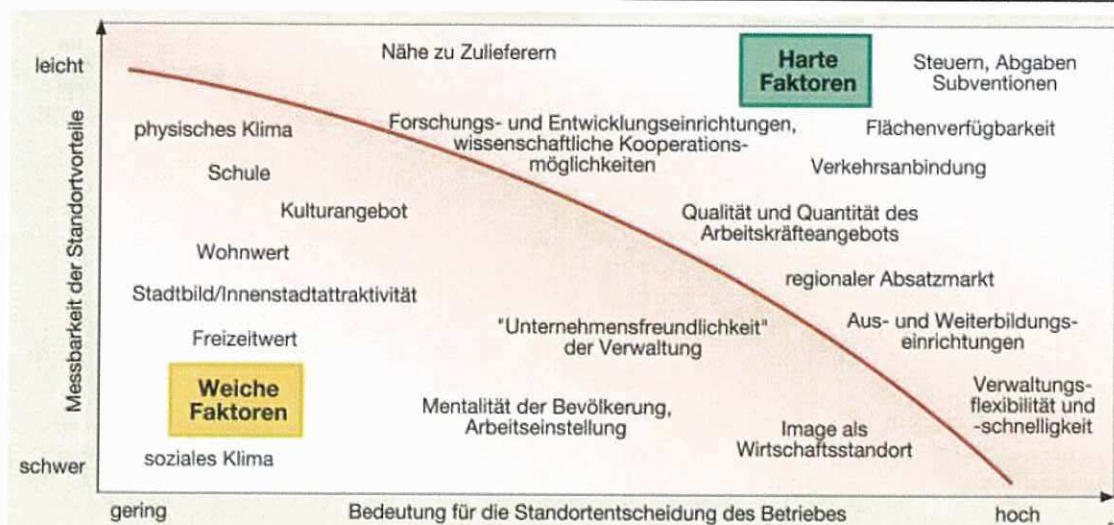 Messbarkeit der Standortvorteile
leicht
schwer
Nähe zu Zulieferern
Harte
Faktoren
Steuern, Abgaben
Subventionen
physisches Klima
Forschungs- und Entwicklungseinrichtungen,
wissenschaftliche Kooperations-
möglichkeiten
Flächenverfügbarkeit
Schule
Verkehrsanbindung
Kulturangebot
Qualität und Quantität des
Arbeitskräfteangebots
Wohnwert
regionaler Absatzmarkt
Stadtbild/Innenstadtattraktivität
"Unternehmensfreundlichkeit"
der Verwaltung
Aus- und Weiterbildungs-
einrichtungen
Freizeitwert
Weiche
Faktoren
Mentalität der Bevölkerung,
Arbeitseinstellung
Verwaltungs-
flexibilität und
-schnelligkeit
Image als
Wirtschaftsstandort
soziales Klima
gering
Bedeutung für die Standortentscheidung des Betriebes
hoch